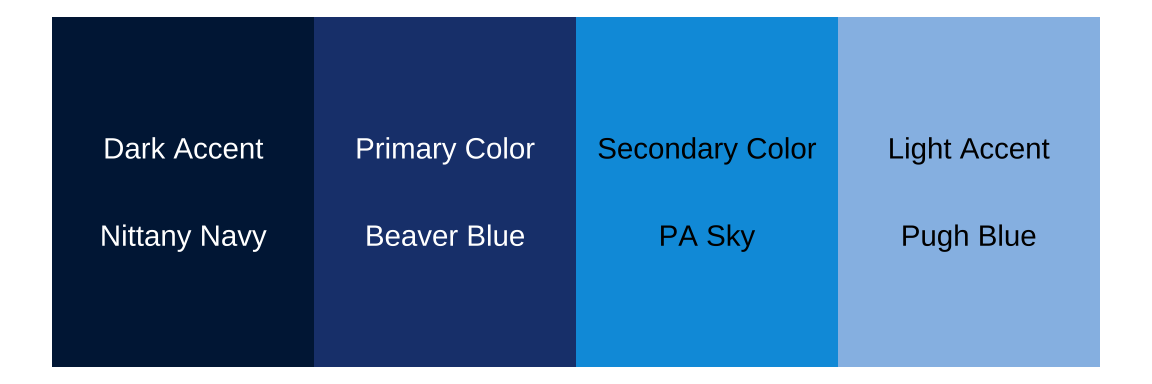 Dark Accent
Nittany Navy
Primary Color
Beaver Blue
Secondary Color
PA Sky
Light Accent
Pugh Blue